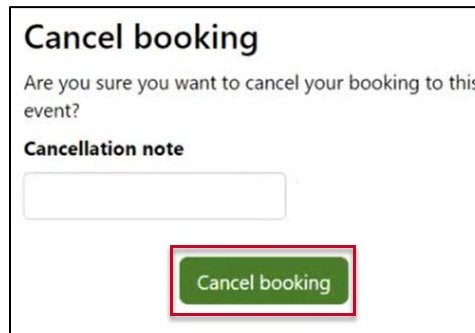 Cancel booking
Are you sure you want to cancel your booking to this
event?
Cancellation note
Cancel booking